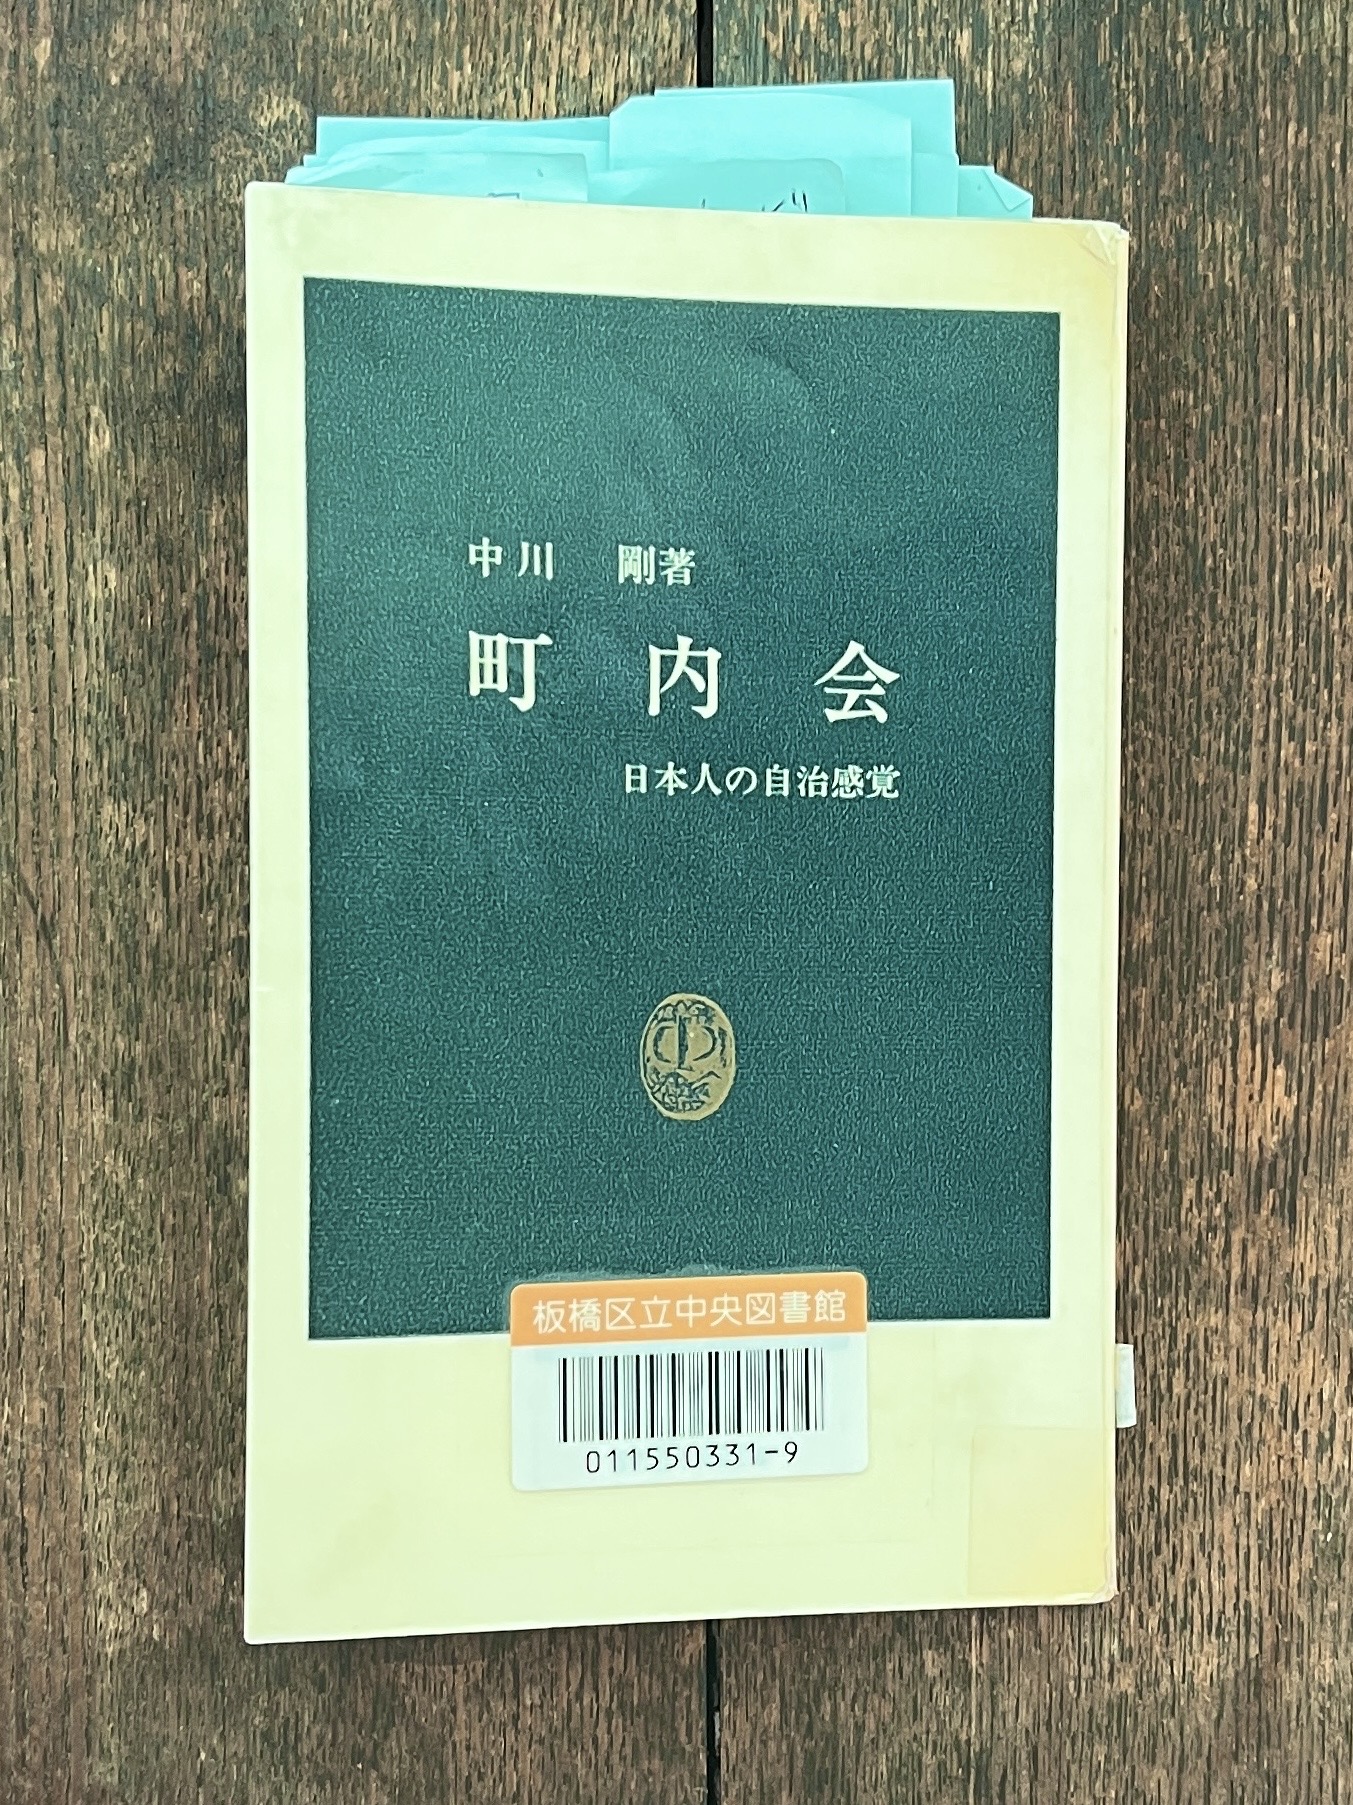 中川 剛著
町内会
日本人の自治感覚
板橋区立中央図書館
011550331-9